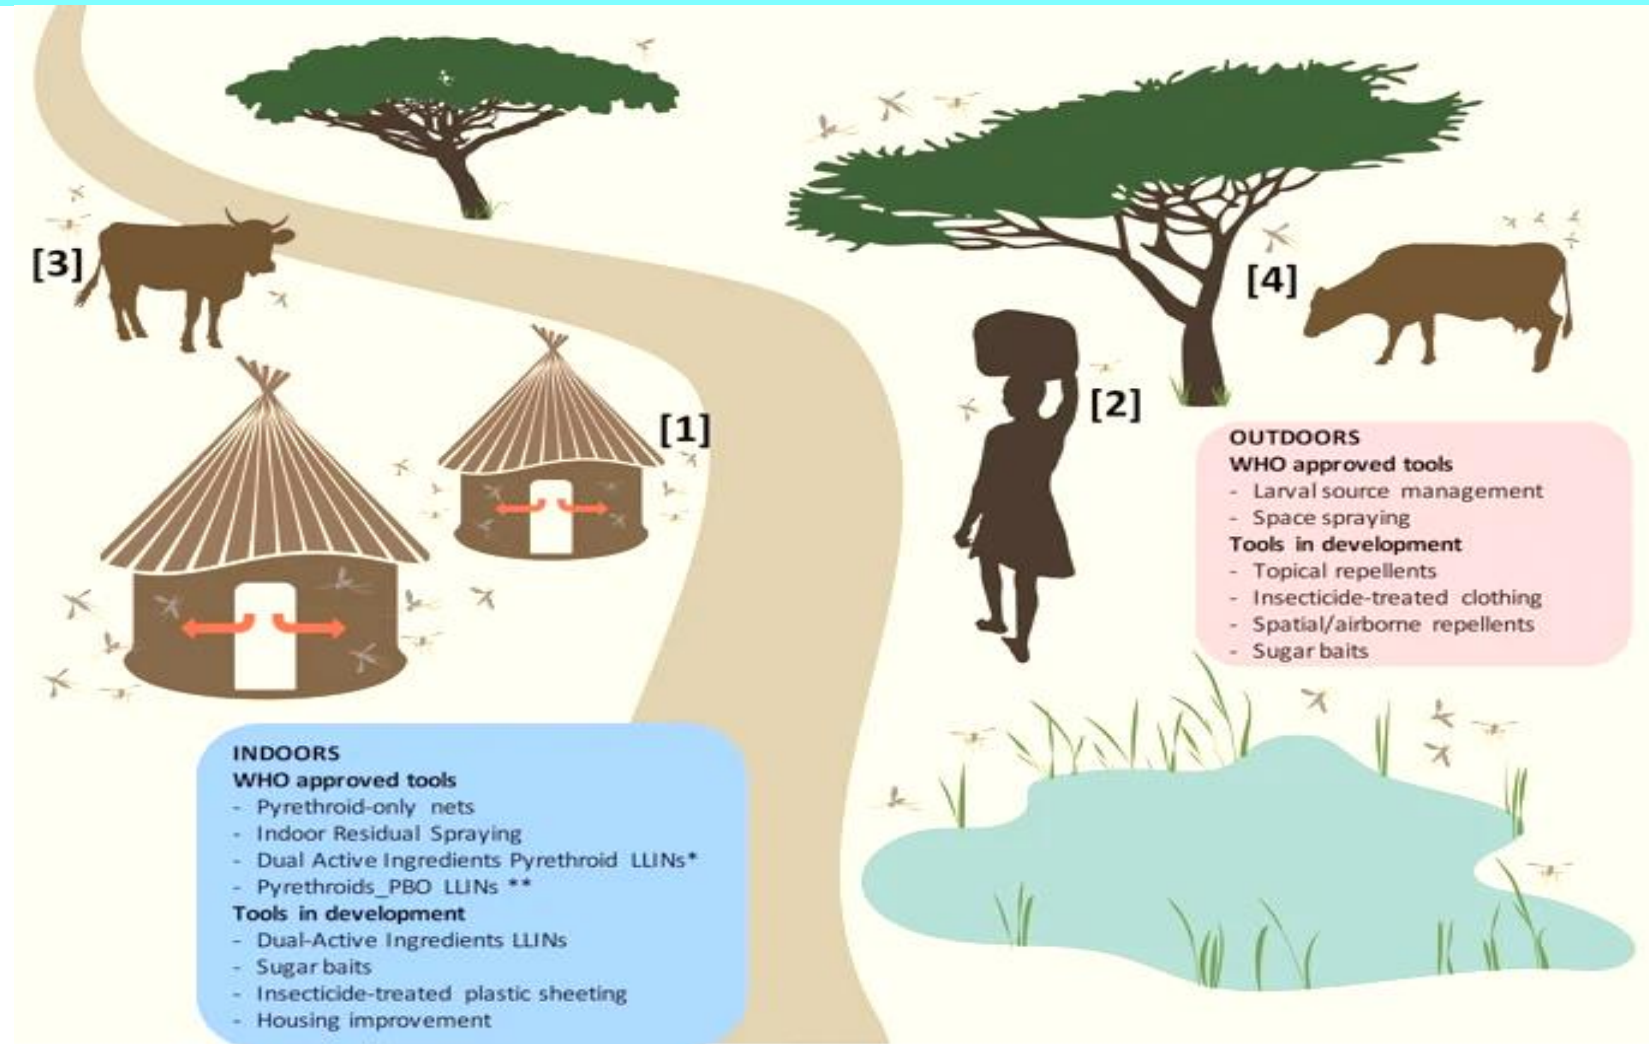 [3]
[4]
[2]
[1]
OUTDOORS
WHO approved tools
- Larval source management
- Space spraying
Tools in development
- Topical repellents
- Insecticide-treated clothing
- Spatial/airborne repellents
- Sugar baits
INDOORS
WHO approved tools
- Pyrethroid-only nets
- Indoor Residual Spraying
- Dual Active Ingredients Pyrethroid LLINs*
- Pyrethroids_PBO LLINs **
Tools in development
- Dual-Active Ingredients LLINs
- Sugar baits
- Insecticide-treated plastic sheeting
- Housing improvement